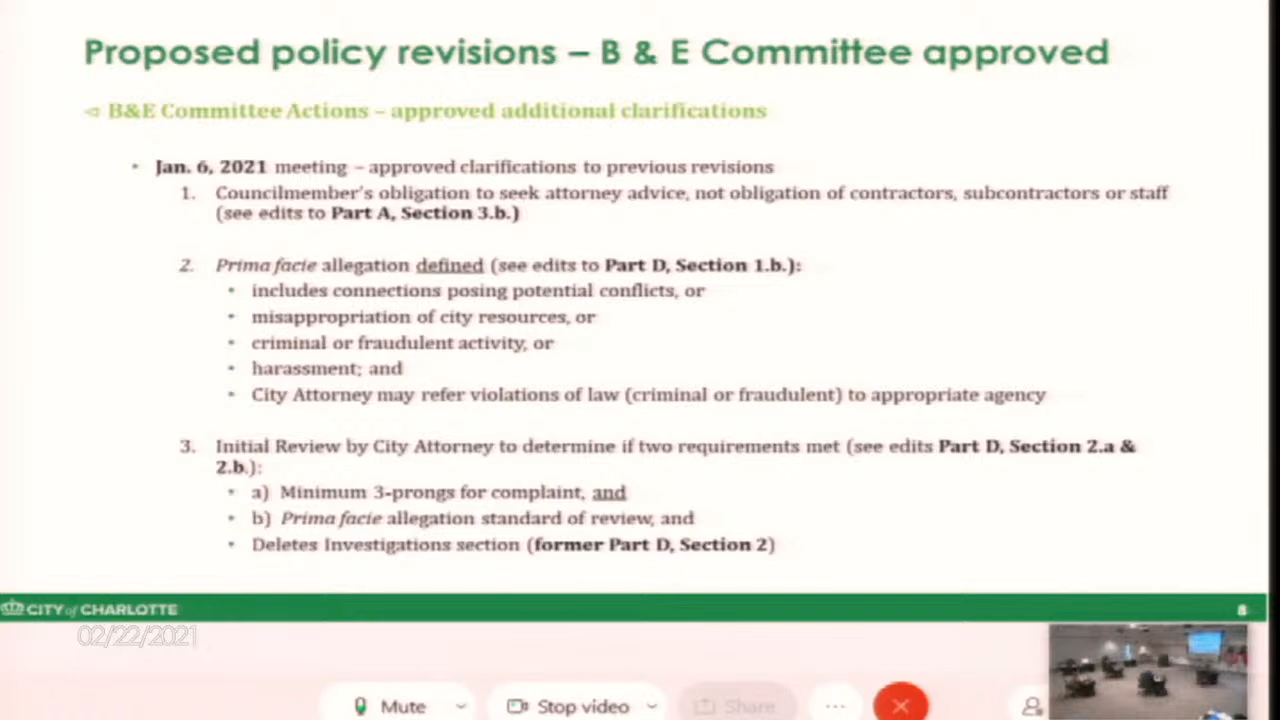 Proposed policy revisions – B & E Committee approved
B&E Committee Actions – approved additional clarifications
• Jan. 6, 2021 meeting – approved clarifications to previous revisions
1. Councilmember's obligation to seek attorney advice, not obligation of contractors, subcontractors or staff
(see edits to Part A, Section 3.b.)
2. Prima facie allegation defined (see edits to Part D, Section 1.b.):
• includes connections posing potential conflicts, or
• misappropriation of city resources, or
• criminal or fraudulent activity, or
• harassment; and
• City Attorney may refer violations of law (criminal or fraudulent) to appropriate agency
3. Initial Review by City Attorney to determine if two requirements met (see edits Part D, Section 2.a &
2.b.):
• a) Minimum 3-prongs for complaint, and
• b) Prima facie allegation standard of review, and
• Deletes Investigations section (former Part D, Section 2)
CITY of CHARLOTTE
8
02/22/2021
Mute
Stop video
Share